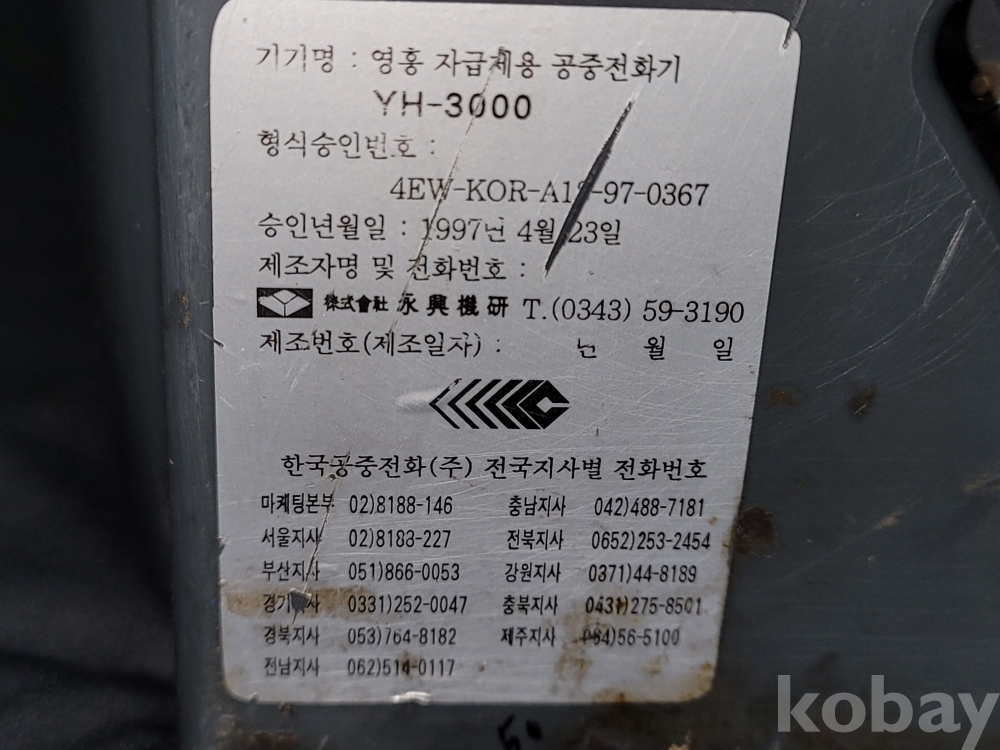 기기명 : 영흥 자급제용 공중전화기
YH-3000
형식승인번호 :
4EW-KOR- -97-0367
승인년월일 : 1997년 4월 23일
제조자명 및 전화번호 :
株式會社 永興機研 T.(0343) 59-3190
제조번호(제조일자) : 년 월 일
한국공중전화(주) 전국지사별 전화번호
마케팅본부 02)8188-146 충남지사 042)488-7181
서울지사 02)8188-227 전북지사 0652)253-2454
부산지사 051)866-0053 강원지사 0371)44-8189
경기지사 0331)252-0047 충북지사 0431)275-8501
경북지사 053)764-8182 제주지사 064)56-5100
전남지사 062)514-0117
kobay